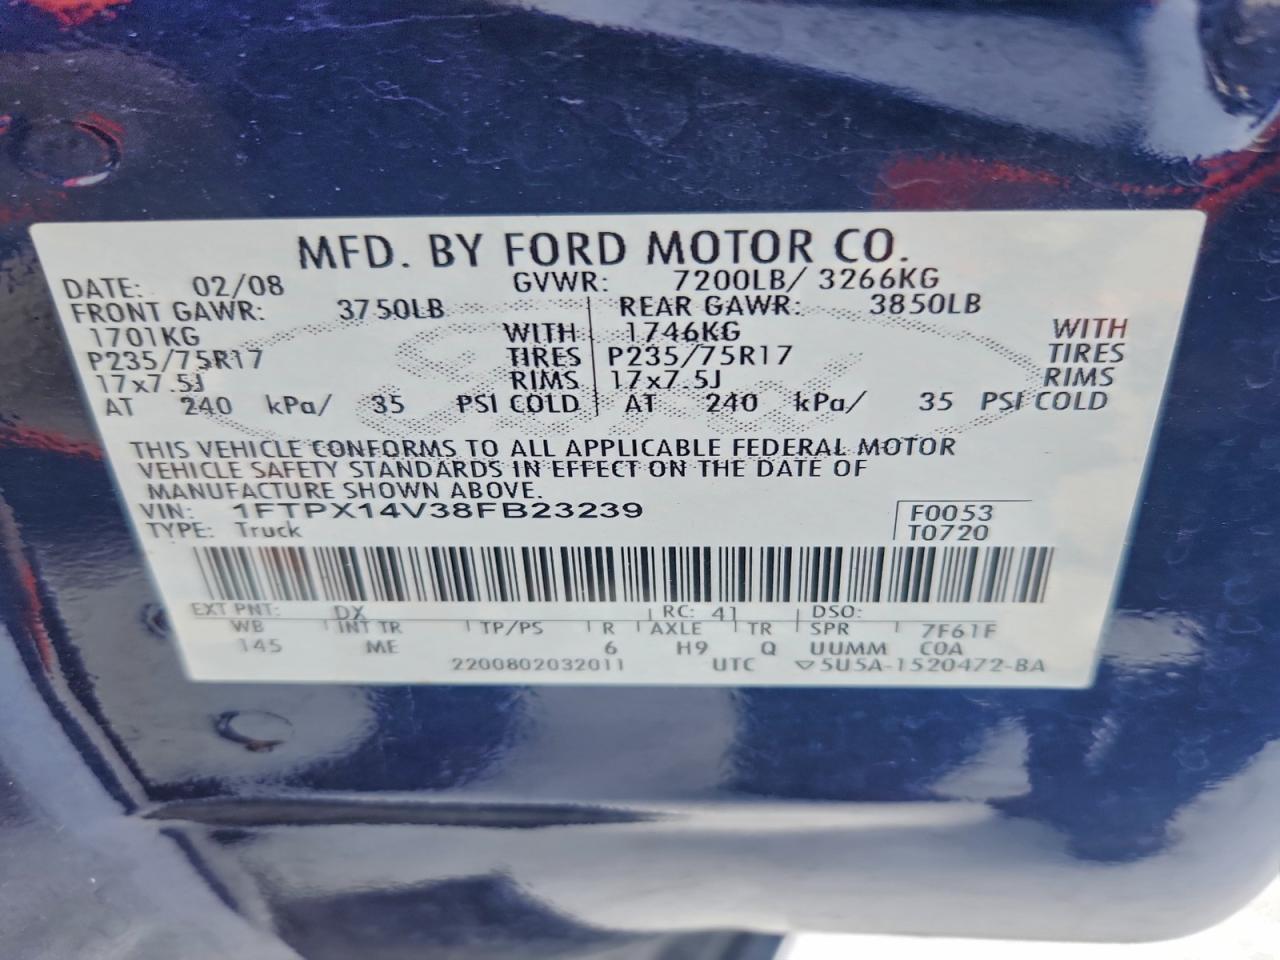 MFD. BY FORD MOTOR CO.
DATE: 02/08 GVWR: 7200LB/ 3266KG
FRONT GAWR: 3750LB REAR GAWR: 3850LB
1701KG WITH 1746KG WITH
P235/75R17 TIRES P235/75R17 TIRES
17x7.5J RIMS 17x7.5J RIMS
AT 240 kPa/ 35 PSI COLD AT 240 kPa/ 35 PSI COLD
THIS VEHICLE CONFORMS TO ALL APPLICABLE FEDERAL MOTOR
VEHICLE SAFETY STANDARDS IN EFFECT ON THE DATE OF
MANUFACTURE SHOWN ABOVE.
VIN: 1FTPX14V38FB23239 F0053
TYPE: Truck T0720
EXT PNT: DX RC: 41 DSO:
WB INT TR TP/PS R AXLE TR SPR 7F61F
145 ME 6 H9 Q UUMM COA
2200802032011 UTC ▽5U5A-1520472-BA